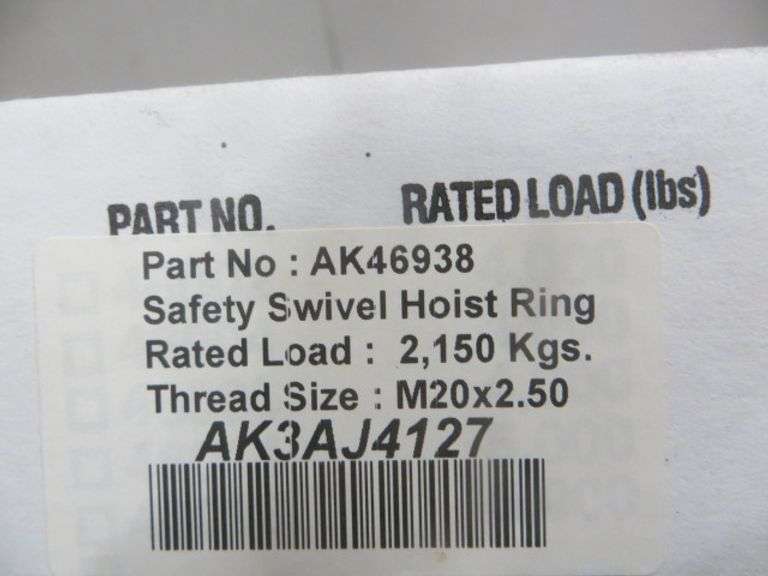 PART NO. RATED LOAD (lbs)
Part No : AK46938
Safety Swivel Hoist Ring
Rated Load : 2,150 Kgs.
Thread Size : M20x2.50
AK3AJ4127